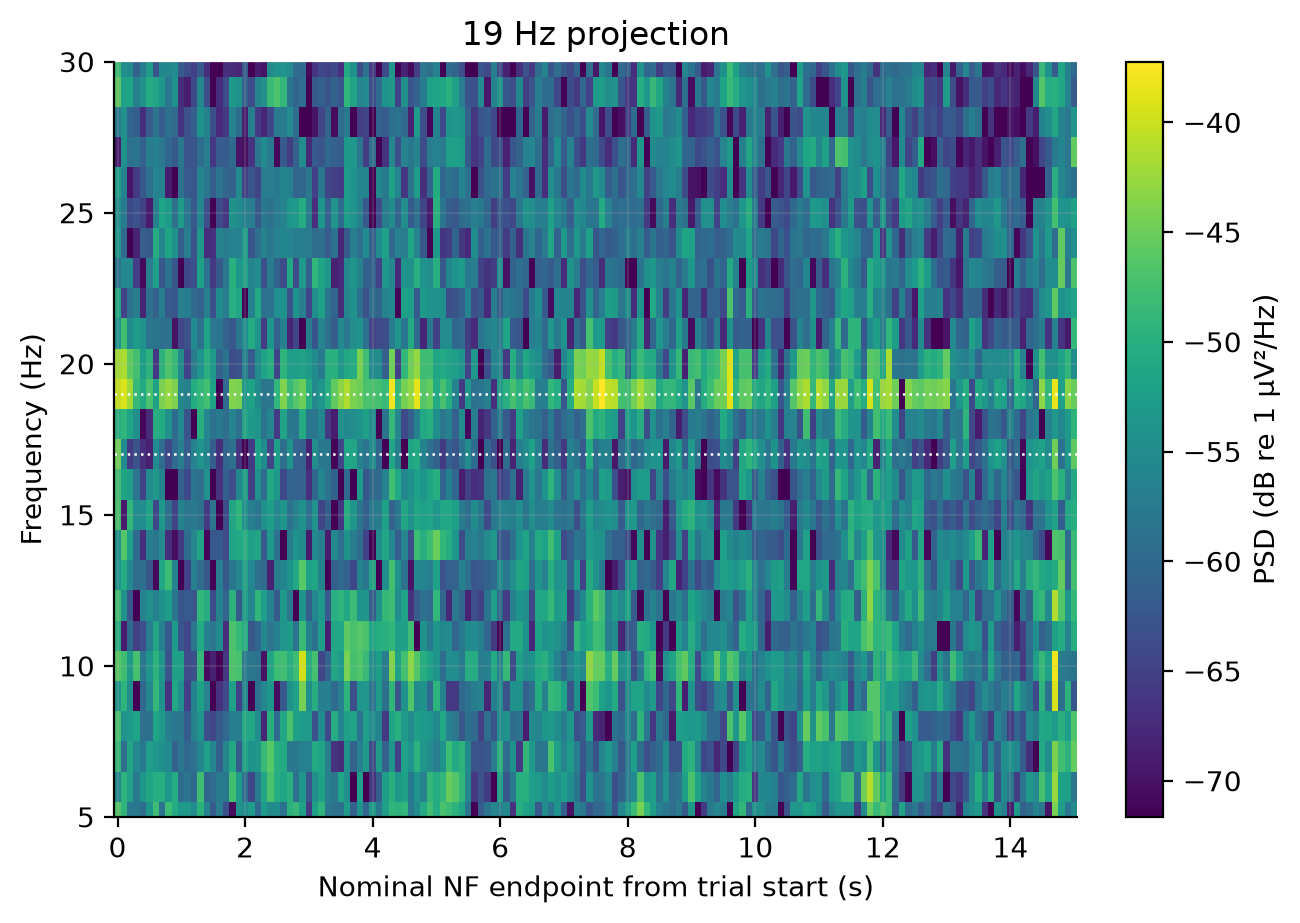 19 Hz projection
30
25
20
15
10
5
Frequency (Hz)
0 2 4 6 8 10 12 14
Nominal NF endpoint from trial start (s)
−40
−45
−50
−55
−60
−65
−70
PSD (dB re 1 µV²/Hz)